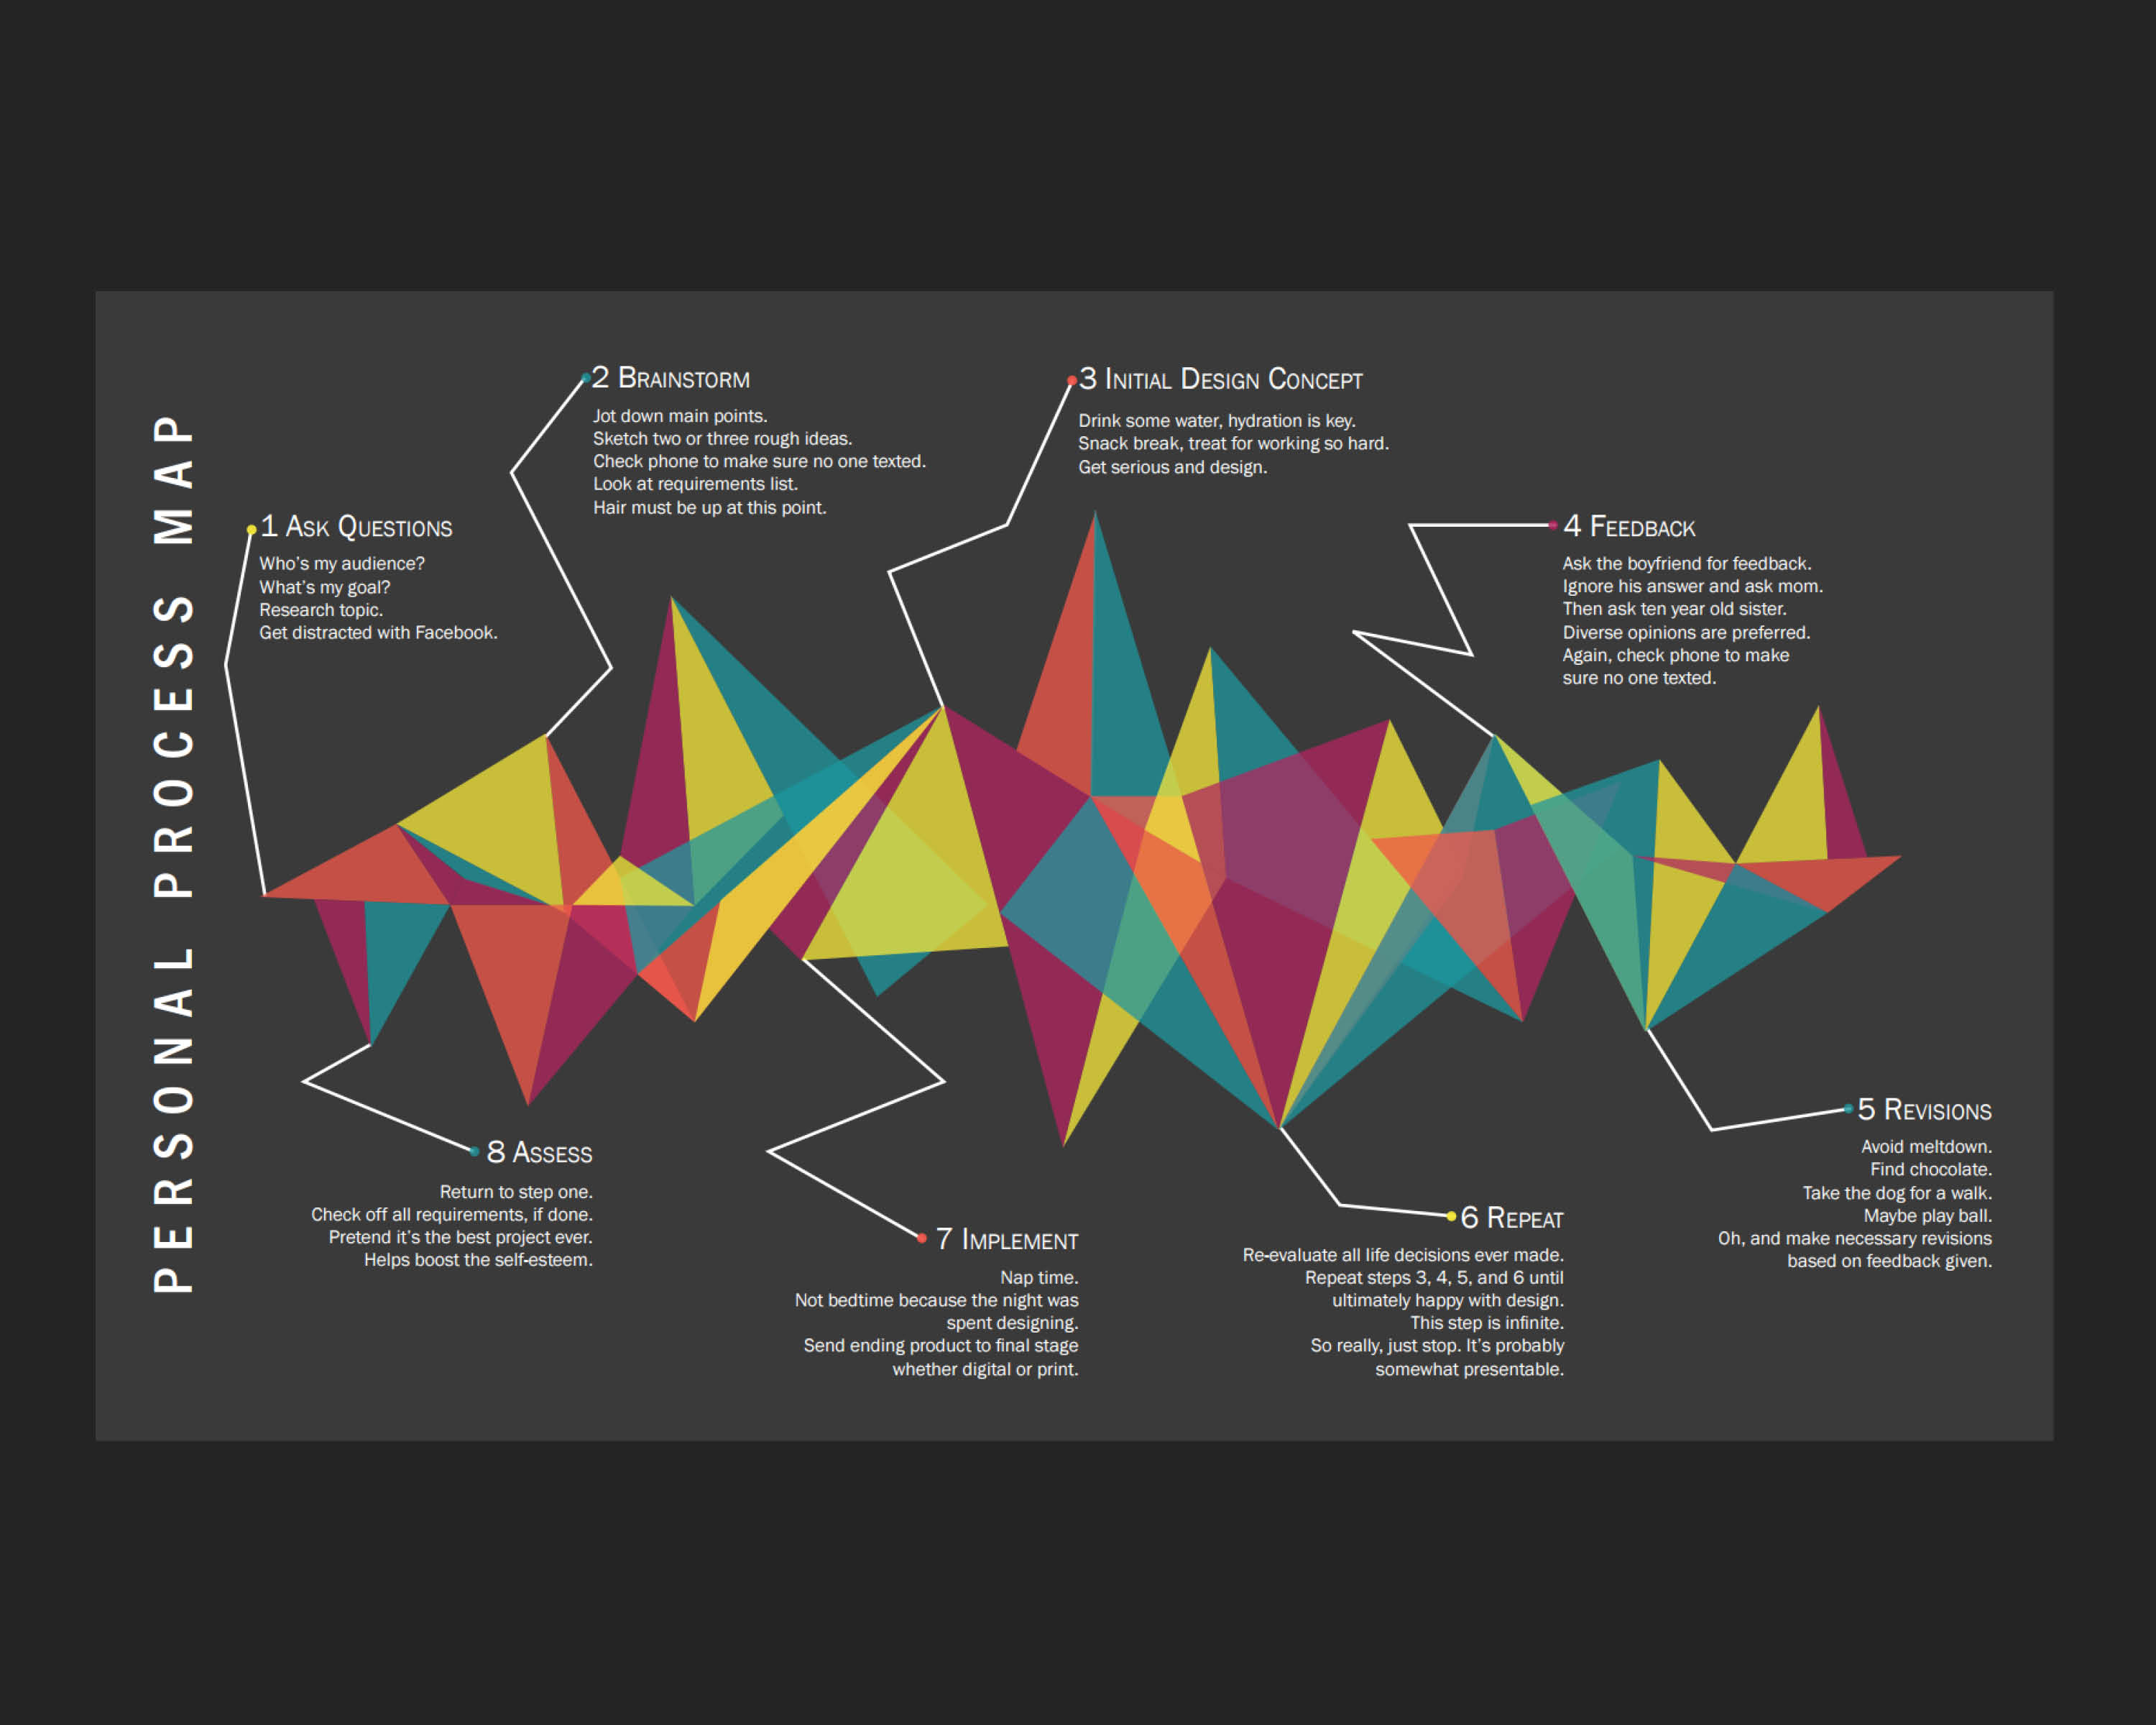 PERSONAL PROCESS MAP
1 ASK QUESTIONS
Who's my audience?
What's my goal?
Research topic.
Get distracted with Facebook.
2 BRAINSTORM
Jot down main points.
Sketch two or three rough ideas.
Check phone to make sure no one texted.
Look at requirements list.
Hair must be up at this point.
3 INITIAL DESIGN CONCEPT
Drink some water, hydration is key.
Snack break, treat for working so hard.
Get serious and design.
4 FEEDBACK
Ask the boyfriend for feedback.
Ignore his answer and ask mom.
Then ask ten year old sister.
Diverse opinions are preferred.
Again, check phone to make
sure no one texted.
5 REVISIONS
Avoid meltdown.
Find chocolate.
Take the dog for a walk.
Maybe play ball.
Oh, and make necessary revisions
based on feedback given.
6 REPEAT
Re-evaluate all life decisions ever made.
Repeat steps 3, 4, 5, and 6 until
ultimately happy with design.
This step is infinite.
So really, just stop. It's probably
somewhat presentable.
7 IMPLEMENT
Nap time.
Not bedtime because the night was
spent designing.
Send ending product to final stage
whether digital or print.
8 ASSESS
Return to step one.
Check off all requirements, if done.
Pretend it's the best project ever.
Helps boost the self-esteem.